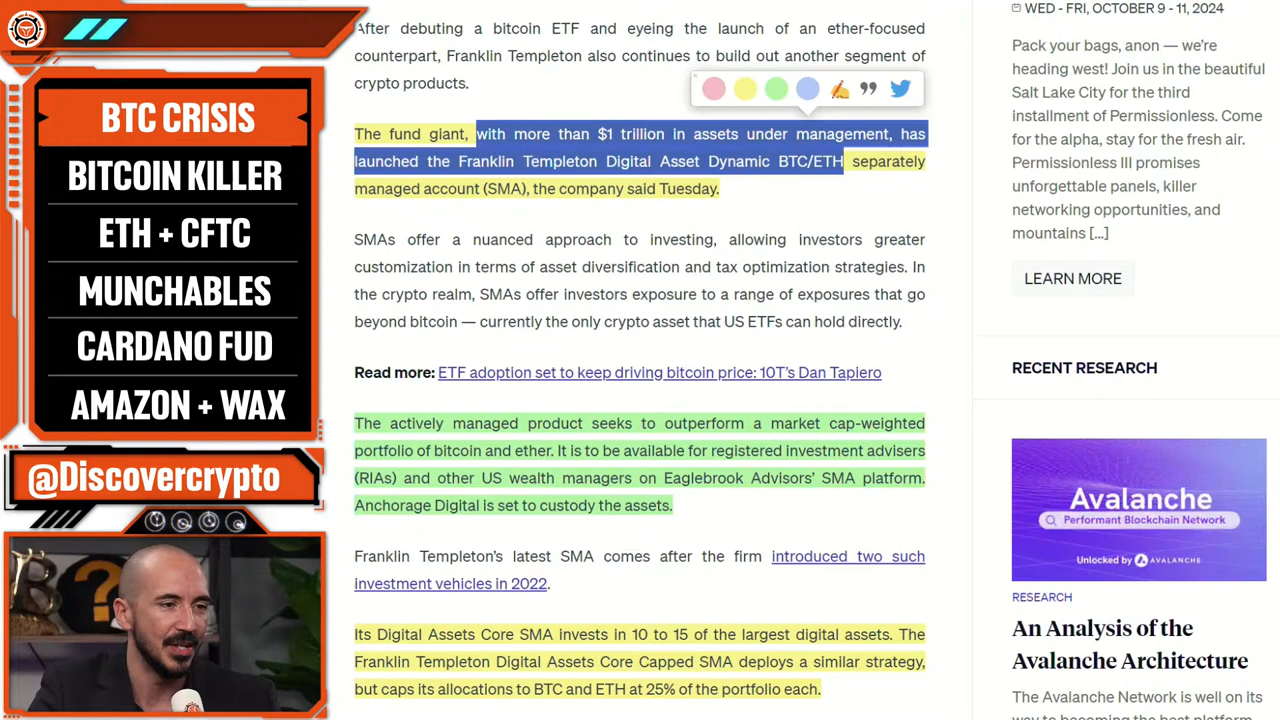 BTC CRISIS
BITCOIN KILLER
ETH + CFTC
MUNCHABLES
CARDANO FUD
AMAZON + WAX
@Discovercrypto
After debuting a bitcoin ETF and eyeing the launch of an ether-focused
counterpart, Franklin Templeton also continues to build out another segment of
crypto products.
The fund giant, with more than $1 trillion in assets under management, has
launched the Franklin Templeton Digital Asset Dynamic BTC/ETH separately
managed account (SMA), the company said Tuesday.
SMAs offer a nuanced approach to investing, allowing investors greater
customization in terms of asset diversification and tax optimization strategies. In
the crypto realm, SMAs offer investors exposure to a range of exposures that go
beyond bitcoin — currently the only crypto asset that US ETFs can hold directly.
Read more: ETF adoption set to keep driving bitcoin price: 10T's Dan Tapiero
The actively managed product seeks to outperform a market cap-weighted
portfolio of bitcoin and ether. It is to be available for registered investment advisers
(RIAs) and other US wealth managers on Eaglebrook Advisors' SMA platform.
Anchorage Digital is set to custody the assets.
Franklin Templeton's latest SMA comes after the firm introduced two such
investment vehicles in 2022.
Its Digital Assets Core SMA invests in 10 to 15 of the largest digital assets. The
Franklin Templeton Digital Assets Core Capped SMA deploys a similar strategy,
but caps its allocations to BTC and ETH at 25% of the portfolio each.
WED - FRI, OCTOBER 9 - 11, 2024
Pack your bags, anon — we're
heading west! Join us in the beautiful
Salt Lake City for the third
installment of Permissionless. Come
for the alpha, stay for the fresh air.
Permissionless III promises
unforgettable panels, killer
networking opportunities, and
mountains [...]
LEARN MORE
RECENT RESEARCH
Avalanche
Performant Blockchain Network
Unlocked by AVALANCHE
RESEARCH
An Analysis of the
Avalanche Architecture
The Avalanche Network is well on its
way to becoming the best platform